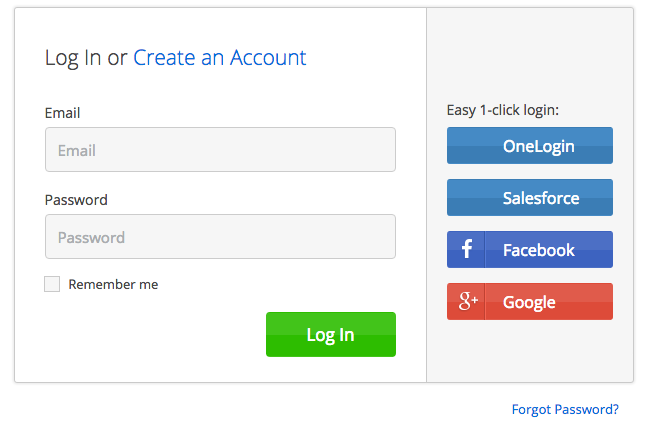 Log In or Create an Account
Email
Email
Password
Password
Remember me
Log In
Easy 1-click login:
OneLogin
Salesforce
f Facebook
g+ Google
Forgot Password?